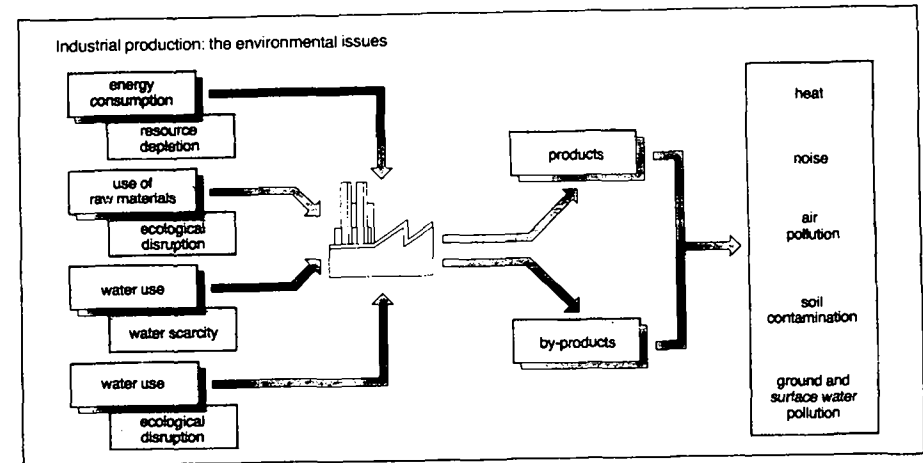 Industrial production: the environmental issues
energy
consumption
resource
depletion
use of
raw materials
ecological
disruption
water use
water scarcity
water use
ecological
disruption
products
by-products
heat
noise
air
pollution
soil
contamination
ground and
surface water
pollution